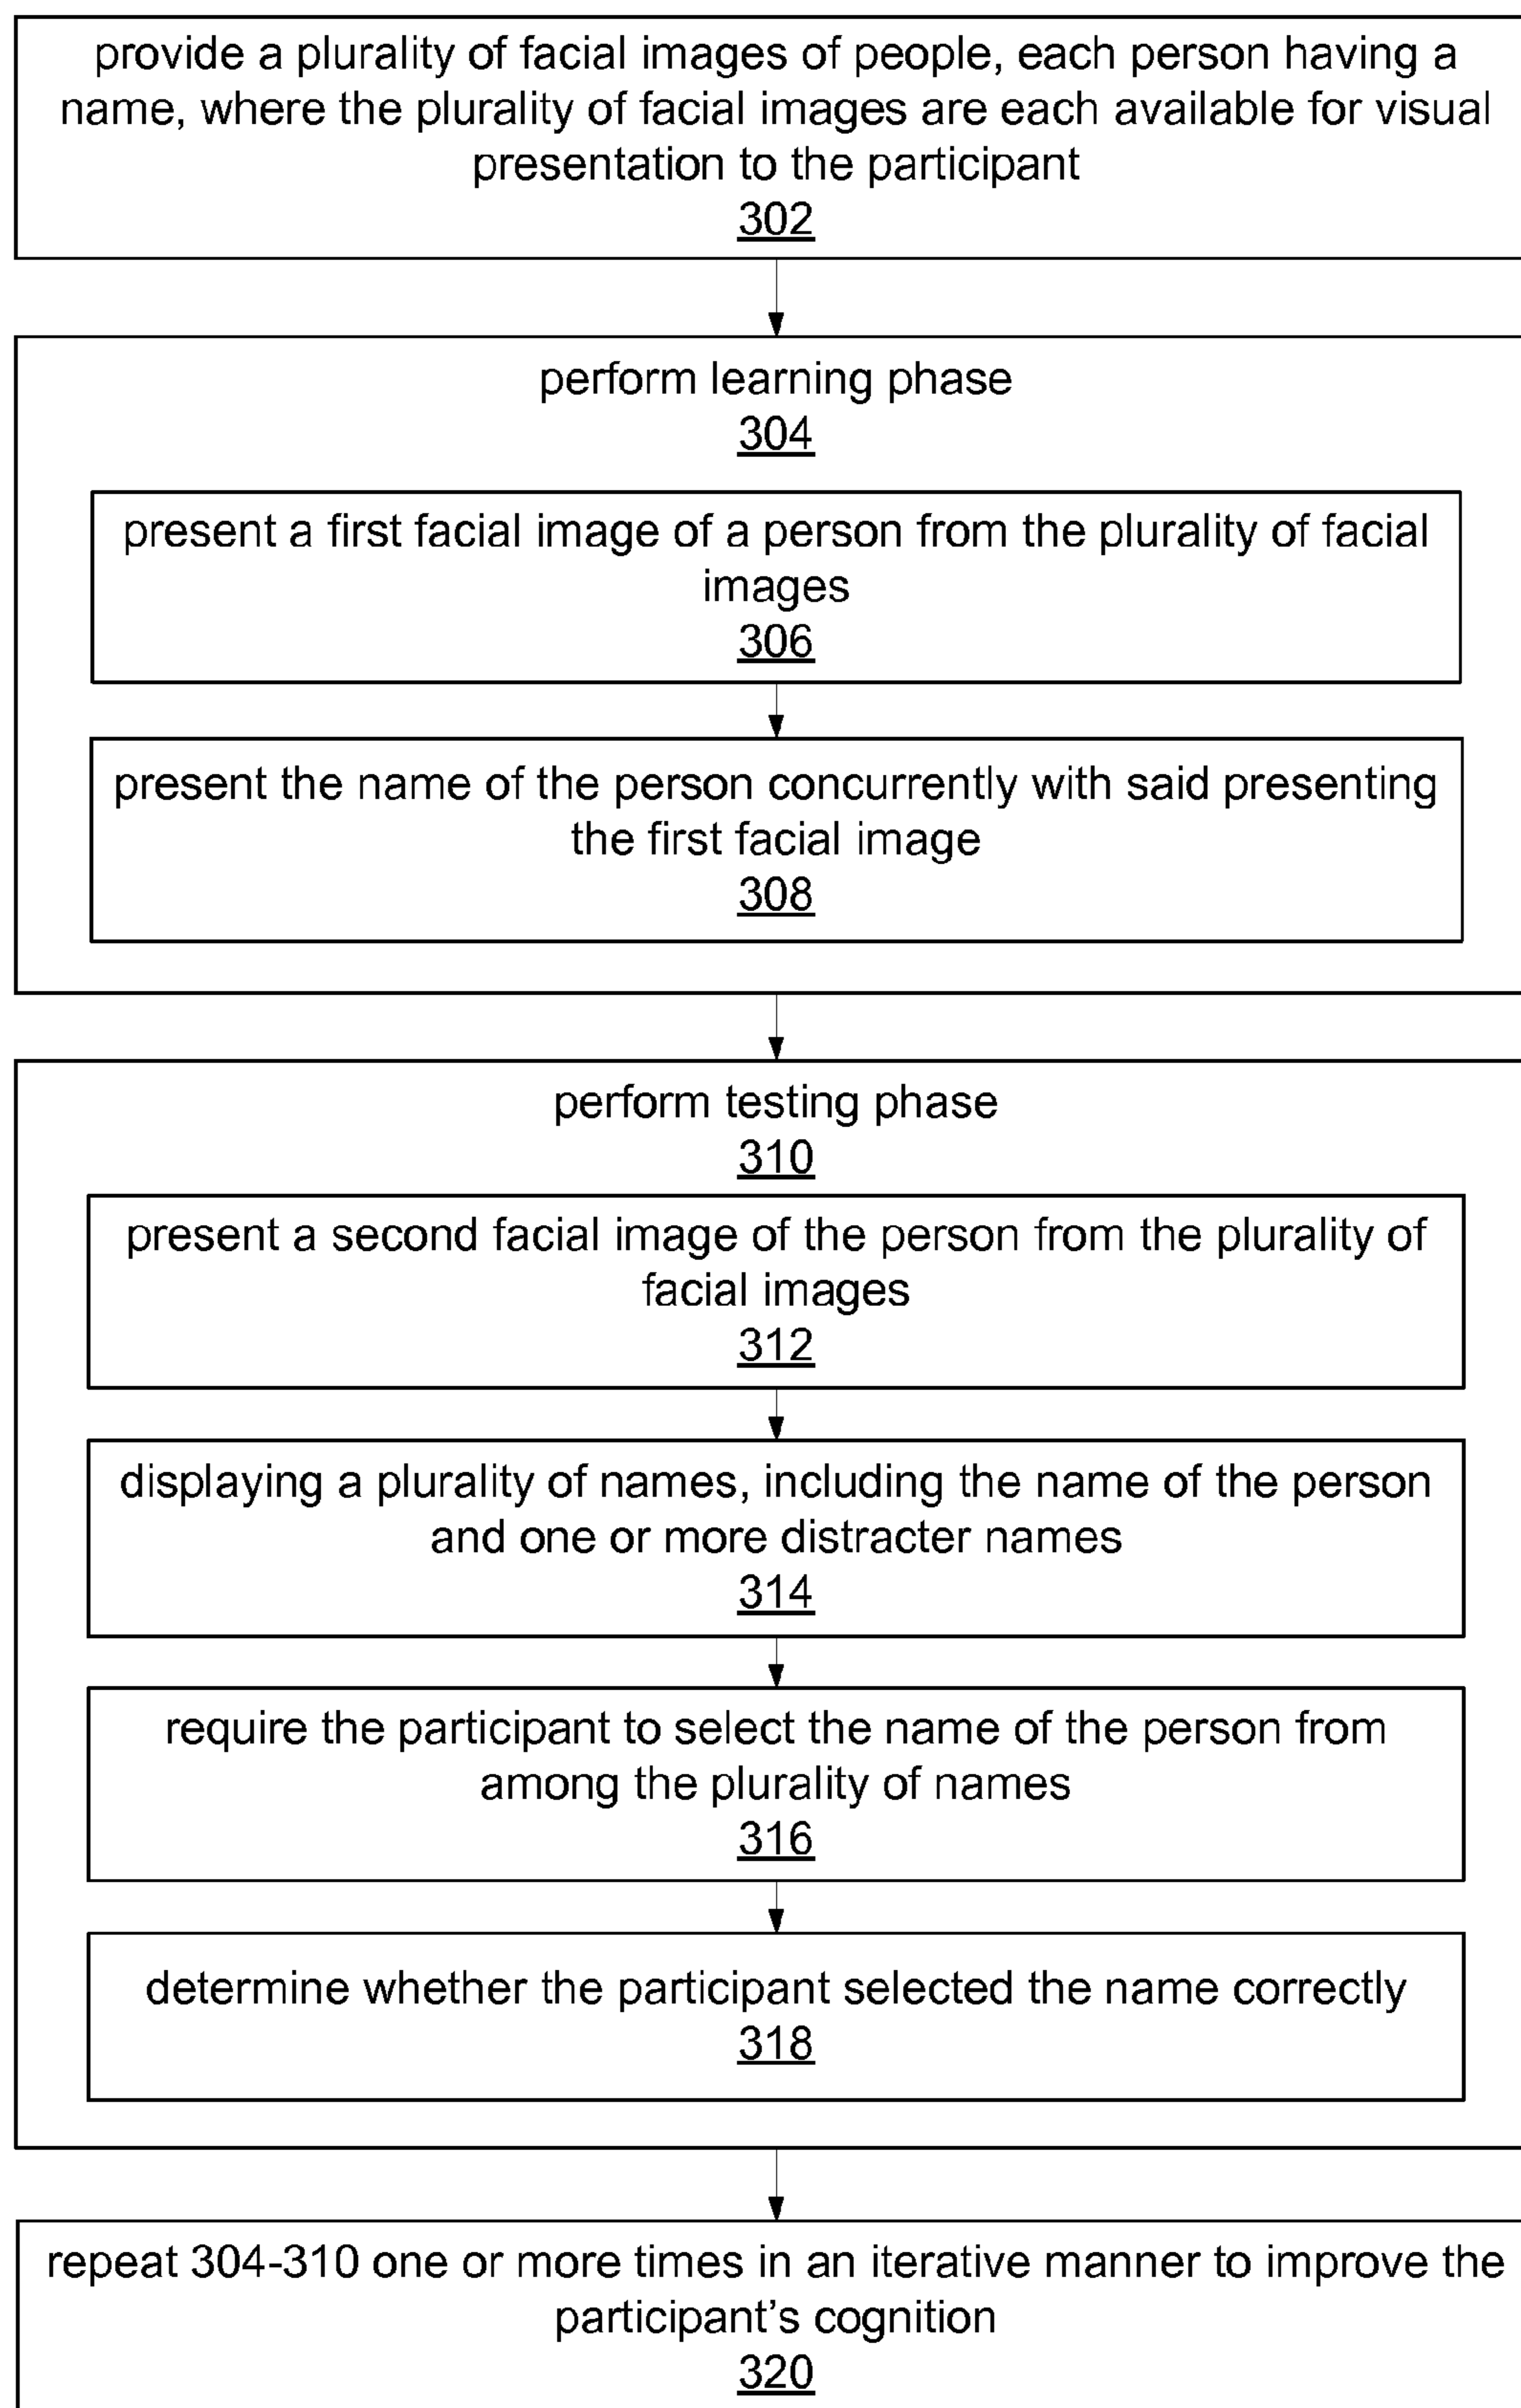 provide a plurality of facial images of people, each person having a
name, where the plurality of facial images are each available for visual
presentation to the participant
302
perform learning phase
304
present a first facial image of a person from the plurality of facial
images
306
present the name of the person concurrently with said presenting
the first facial image
308
perform testing phase
310
present a second facial image of the person from the plurality of
facial images
312
displaying a plurality of names, including the name of the person
and one or more distracter names
314
require the participant to select the name of the person from
among the plurality of names
316
determine whether the participant selected the name correctly
318
repeat 304-310 one or more times in an iterative manner to improve the
participant's cognition
320